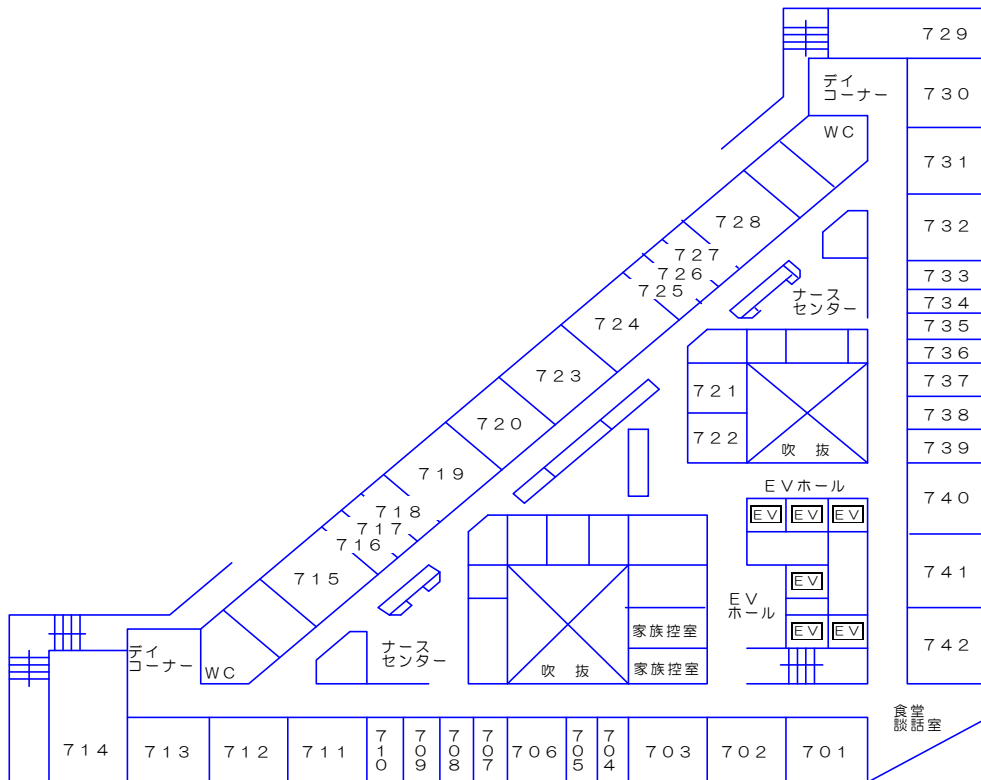 ７２９
デイ
コーナー
７３０
ＷＣ
７３１
７２８
７３２
７２７
７２６
７２５
７３３
ナース
センター
７３４
７２４
７３５
７３６
７２３
７３７
７２１
７２０
７３８
７２２
７３９
吹 抜
７１９
ＥＶホール
７４０
７１８
ＥＶ
ＥＶ
ＥＶ
７１７
７１６
７１５
ＥＶ
７４１
ＥＶ
ホール
家族控室
ＥＶ
ＥＶ
７４２
デイ
コーナー
ＷＣ
ナース
センター
吹 抜
家族控室
食堂
談話室
７１４
７１３
７１２
７１１
７１０
７０９
７０８
７０７
７０６
７０５
７０４
７０３
７０２
７０１